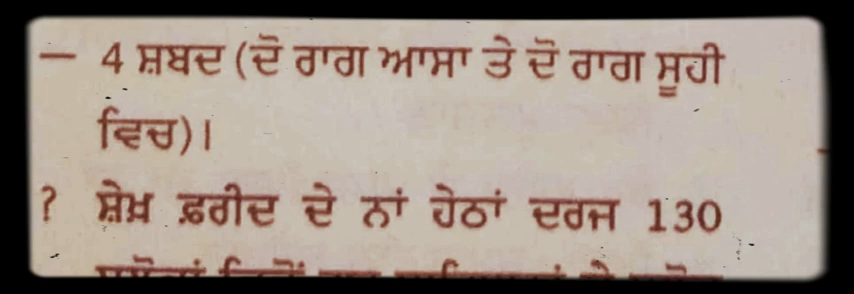 — 4 ਸ਼ਬਦ (ਦੋ ਰਾਗ ਆਸਾ ਤੇ ਦੋ ਰਾਗ ਸੂਹੀ
ਵਿਚ)।
? ਸ਼ੇਖ਼ ਫ਼ਰੀਦ ਦੇ ਨਾਂ ਹੇਠਾਂ ਦਰਜ 130